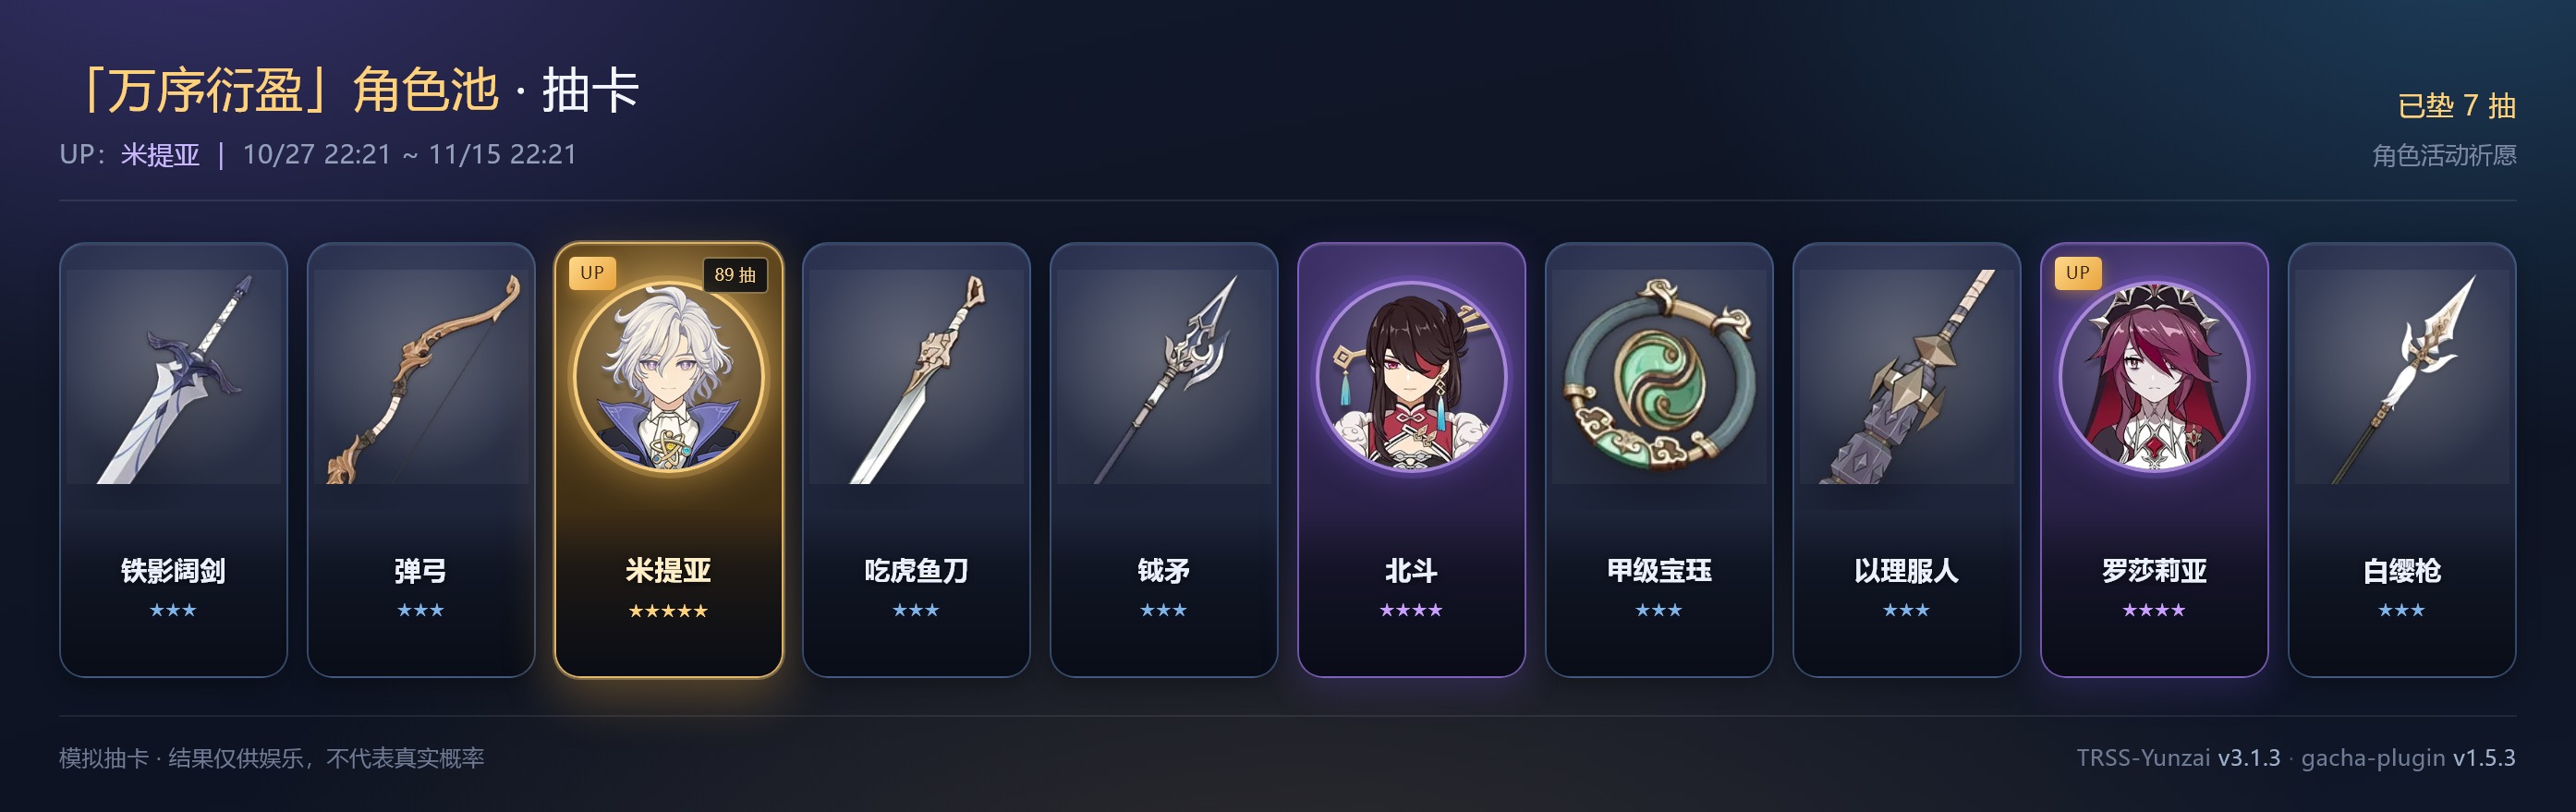 「万序衍盈」角色池 · 抽卡
UP：米提亚 | 10/27 22:21 ~ 11/15 22:21
已垫 7 抽
角色活动祈愿
铁影阔剑
★★★
弹弓
★★★
UP
89 抽
米提亚
★★★★★
吃虎鱼刀
★★★
钺矛
★★★
北斗
★★★★
甲级宝珏
★★★
以理服人
★★★
UP
罗莎莉亚
★★★★
白缨枪
★★★
模拟抽卡 · 结果仅供娱乐，不代表真实概率
TRSS-Yunzai v3.1.3 · gacha-plugin v1.5.3